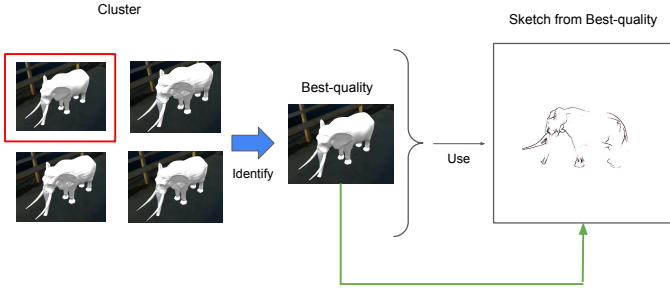 Cluster
Sketch from Best-quality
Best-quality
Identify
Use